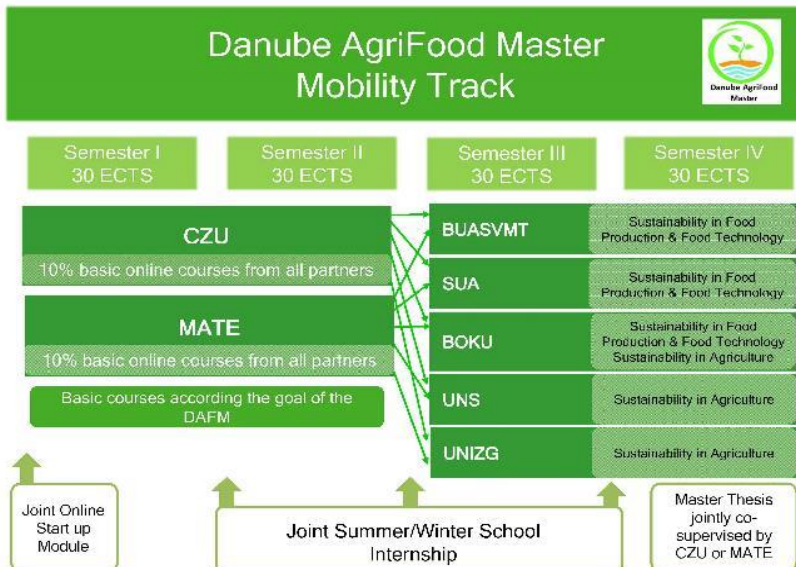 Danube AgriFood Master
Mobility Track
Danube AgriFood
Master
Semester I
30 ECTS
Semester II
30 ECTS
Semester III
30 ECTS
Semester IV
30 ECTS
CZU
10% basic online courses from all partners
MATE
10% basic online courses from all partners
Basic courses according the goal of the
DAFM
BUASVMT
Sustainability in Food
Production & Food Technology
SUA
Sustainability in Food
Production & Food Technology
BOKU
Sustainability in Food
Production & Food Technology
Sustainability in Agriculture
UNS
Sustainability in Agriculture
UNIZG
Sustainability in Agriculture
Joint Online
Start up
Module
Joint Summer/Winter School
Internship
Master Thesis
jointly co-
supervised by
CZU or MATE